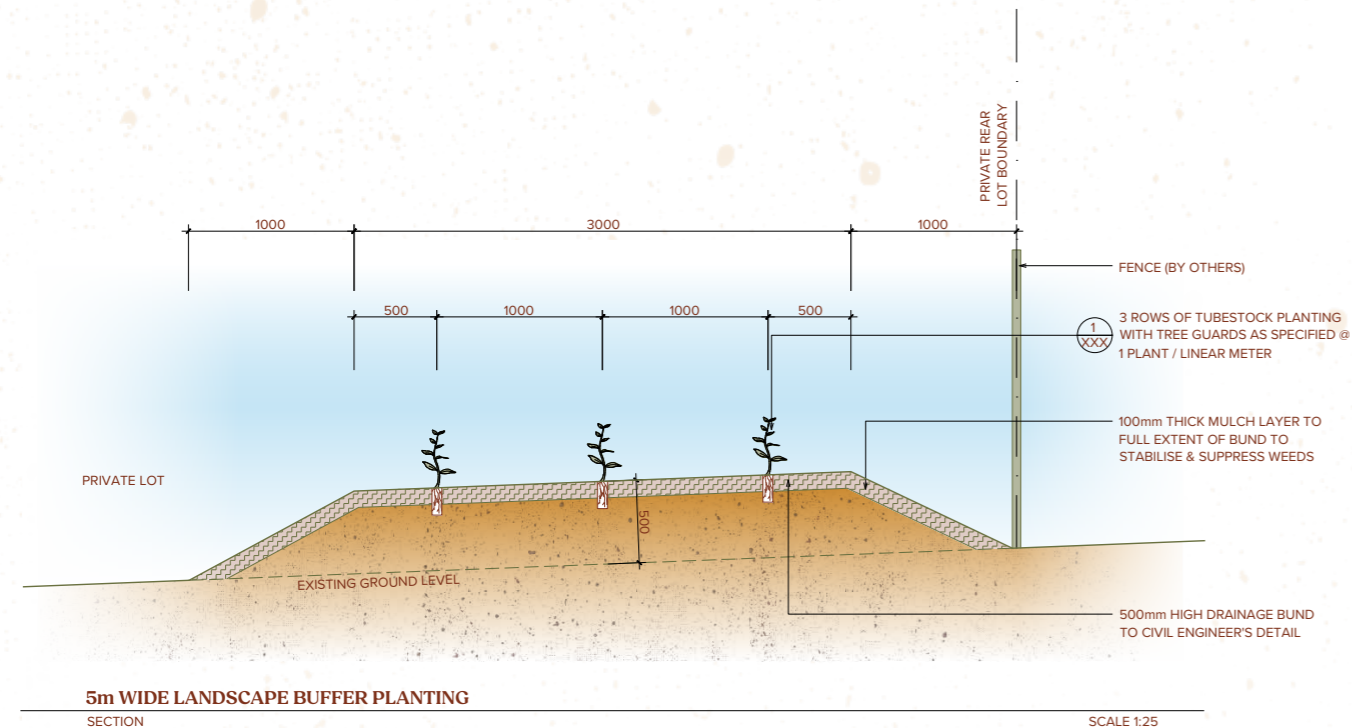 PRIVATE REAR
LOT BOUNDARY
1000
3000
1000
FENCE (BY OTHERS)
500
1000
1000
500
1
XXX
3 ROWS OF TUBESTOCK PLANTING
WITH TREE GUARDS AS SPECIFIED @
1 PLANT / LINEAR METER
100mm THICK MULCH LAYER TO
FULL EXTENT OF BUND TO
STABILISE & SUPPRESS WEEDS
PRIVATE LOT
500
EXISTING GROUND LEVEL
500mm HIGH DRAINAGE BUND
TO CIVIL ENGINEER'S DETAIL
5m WIDE LANDSCAPE BUFFER PLANTING
SECTION
SCALE 1:25